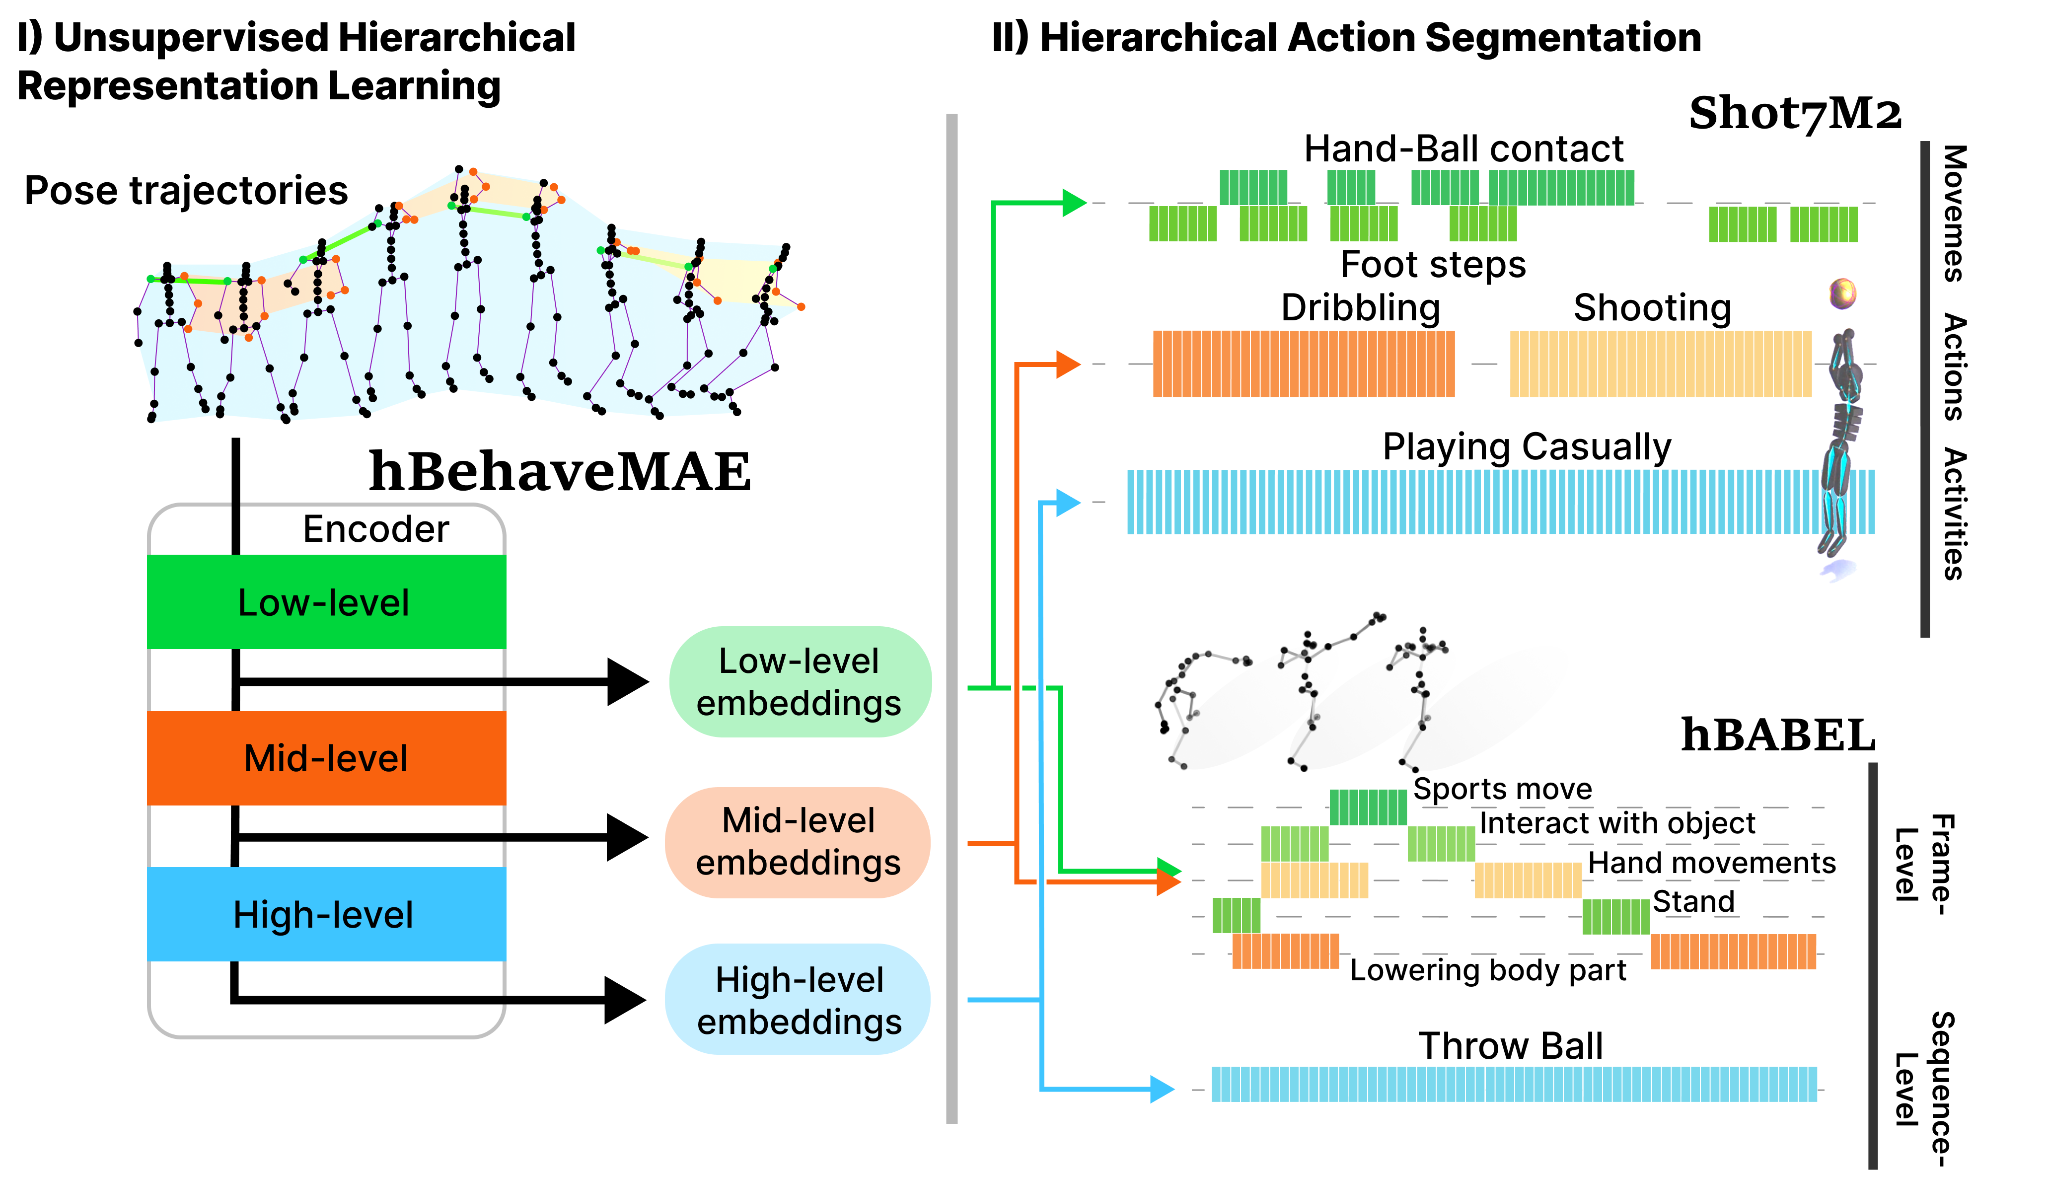 I) Unsupervised Hierarchical
Representation Learning
Pose trajectories
hBehaveMAE
Encoder
Low-level
Mid-level
High-level
Low-level
embeddings
Mid-level
embeddings
High-level
embeddings
II) Hierarchical Action Segmentation
Shot7M2
Hand-Ball contact
Foot steps
Dribbling
Shooting
Playing Casually
Movemes
Actions
Activities
hBABEL
Sports move
Interact with object
Hand movements
Stand
Lowering body part
Throw Ball
Frame-
Level
Sequence-
Level